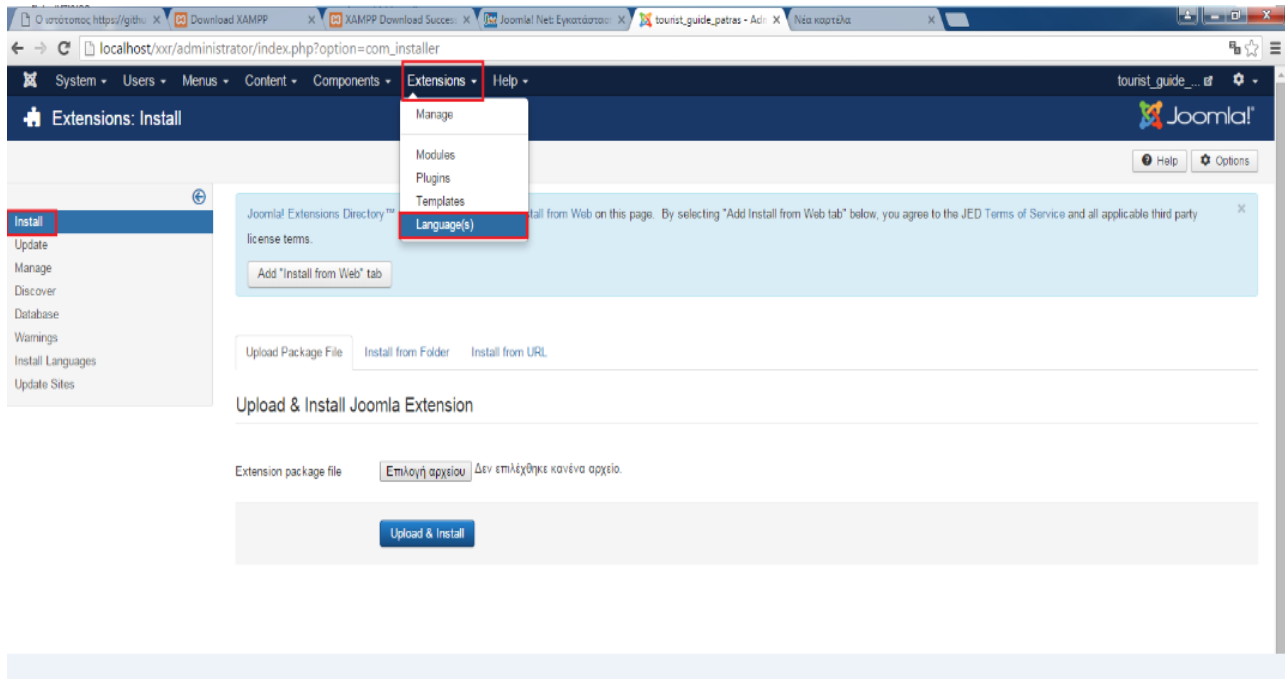 Ο ιστότοπος https://githu
Download XAMPP
XAMPP Download Succes
Joomla! Net: Εγκατάσταση
tourist_guide_patras - Adm
Νέα καρτέλα
localhost/xxr/administrator/index.php?option=com_installer
System Users Menus Content Components Extensions Help tourist_guide_...
Extensions: Install Joomla!
Manage
Modules
Plugins
Templates
Language(s)
Help Options
Install
Update
Manage
Discover
Database
Warnings
Install Languages
Update Sites
Joomla! Extensions Directory™ tall from Web on this page. By selecting "Add Install from Web tab" below, you agree to the JED Terms of Service and all applicable third party
license terms.
Add "Install from Web" tab
Upload Package File Install from Folder Install from URL
Upload & Install Joomla Extension
Extension package file Επιλογή αρχείου Δεν επιλέχθηκε κανένα αρχείο.
Upload & Install